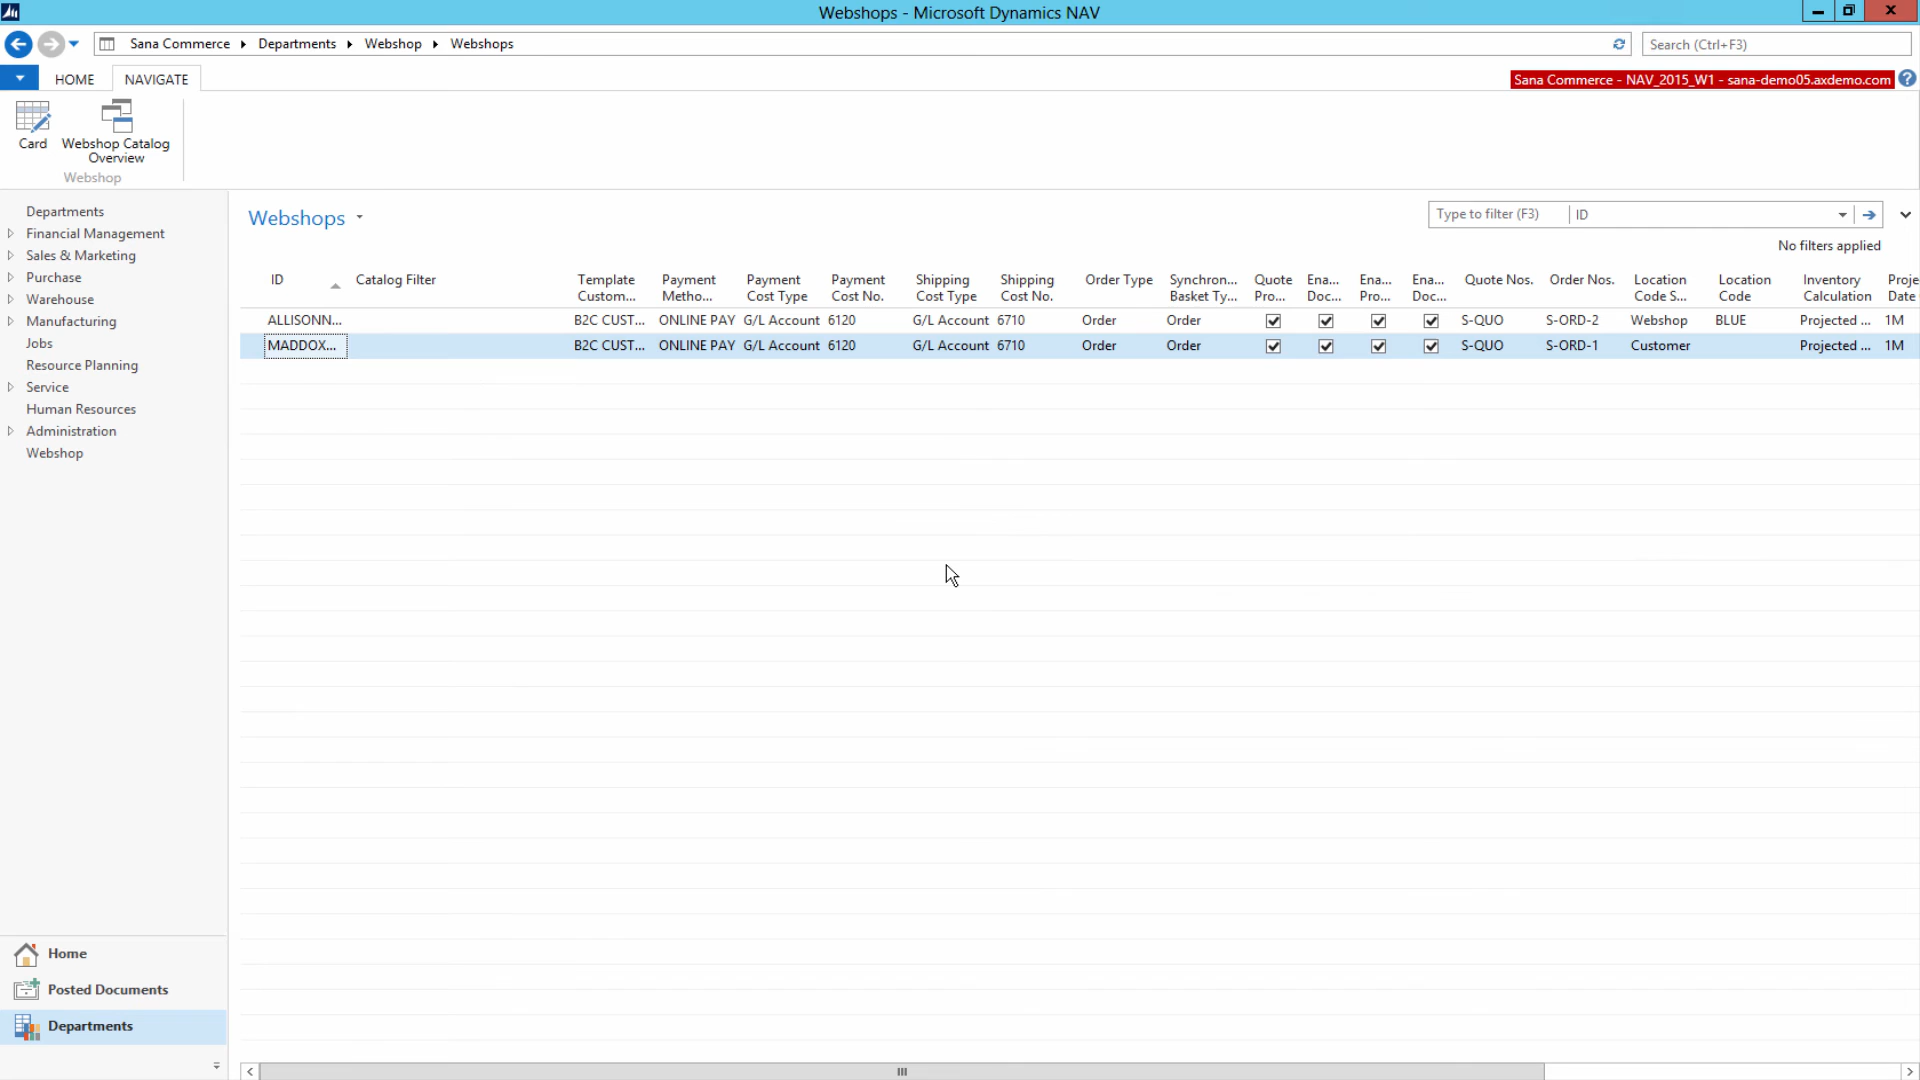 Webshops - Microsoft Dynamics NAV
Sana Commerce Departments Webshop Webshops
Search (Ctrl+F3)
HOME NAVIGATE
Sana Commerce - NAV_2015_W1 - sana-demo05.axdemo.com
Card
Webshop Catalog
Overview
Webshop
Departments
Financial Management
Sales & Marketing
Purchase
Warehouse
Manufacturing
Jobs
Resource Planning
Service
Human Resources
Administration
Webshop
Home
Posted Documents
Departments
Webshops
Type to filter (F3) ID
No filters applied
ID Catalog Filter Template Payment Payment Payment Shipping Shipping Order Type Synchron... Quote Ena... Ena... Ena... Quote Nos. Order Nos. Location Location Inventory Proje
Custom... Metho... Cost Type Cost No. Cost Type Cost No. Basket Ty... Pro... Doc... Pro... Doc... Code S... Code Calculation Date
ALLISONN... B2C CUST... ONLINE PAY G/L Account 6120 G/L Account 6710 Order Order S-QUO S-ORD-2 Webshop BLUE Projected ... 1M
MADDOX... B2C CUST... ONLINE PAY G/L Account 6120 G/L Account 6710 Order Order S-QUO S-ORD-1 Customer Projected ... 1M